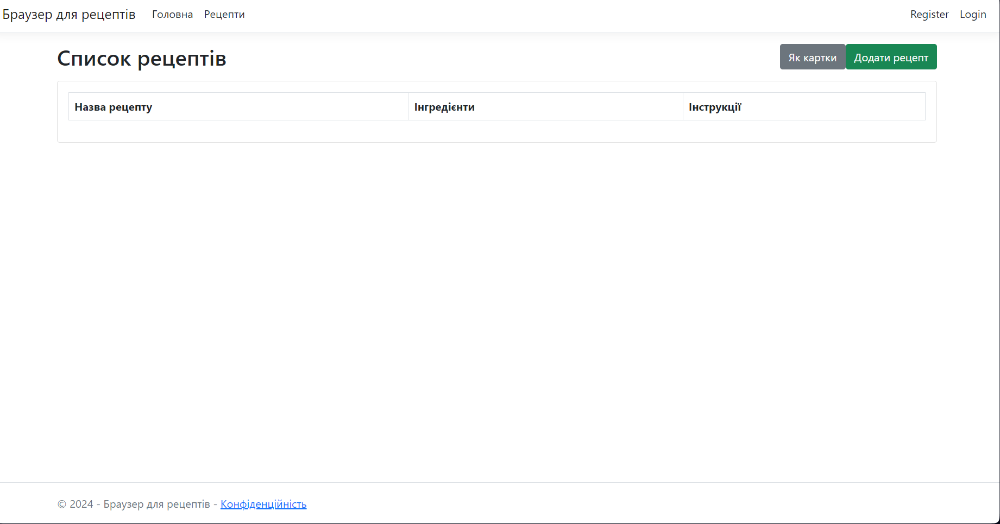 Браузер для рецептів Головна Рецепти Register Login
Список рецептів Як картки Додати рецепт
Назва рецепту Інгредієнти Інструкції
© 2024 - Браузер для рецептів - Конфіденційність